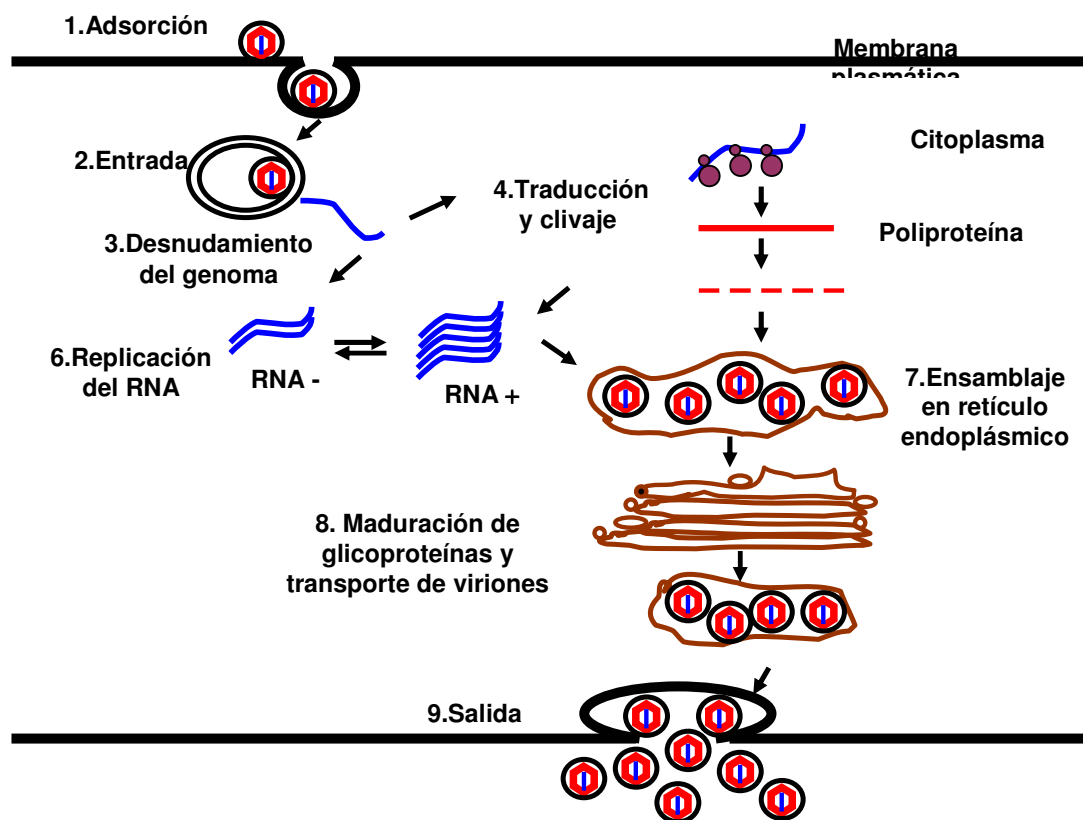 1.Adsorción
Membrana
plasmática
2.Entrada
Citoplasma
4.Traducción
y clivaje
3.Desnudamiento
del genoma
Poliproteína
6.Replicación
del RNA
RNA -
RNA +
7.Ensamblaje
en retículo
endoplásmico
8. Maduración de
glicoproteínas y
transporte de viriones
9.Salida